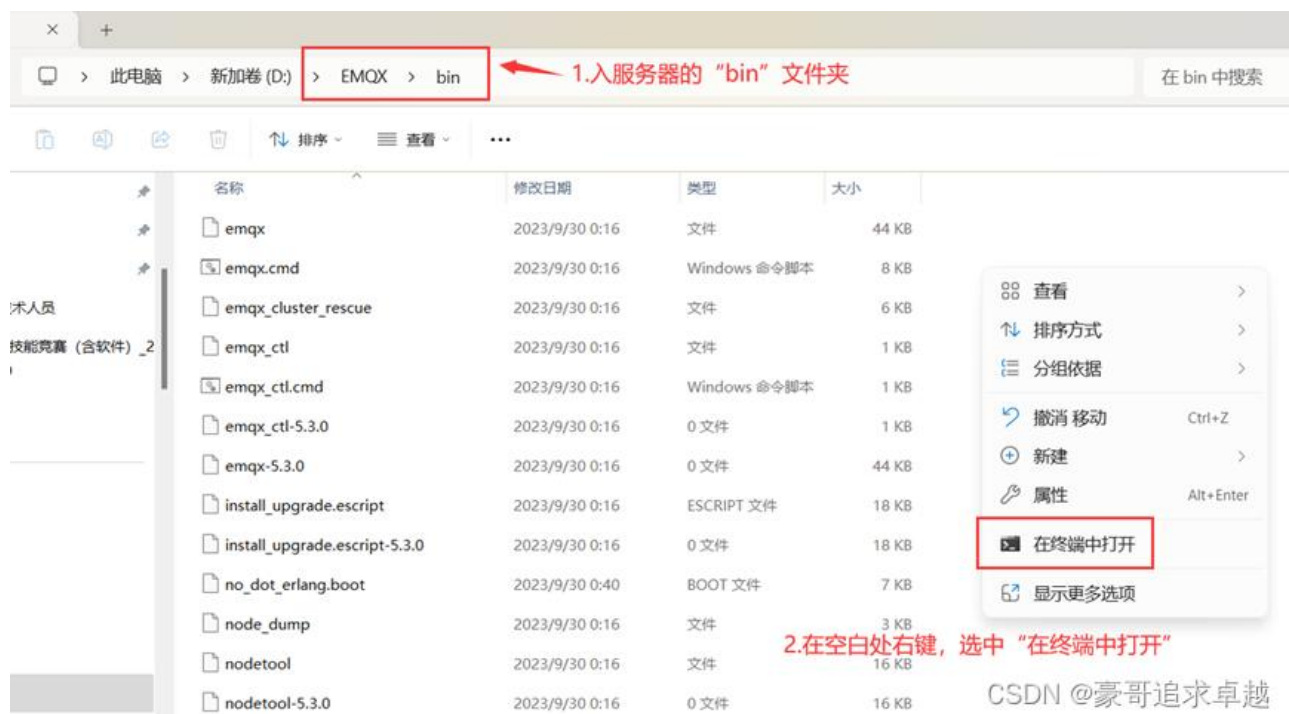 此电脑 > 新加卷 (D:) > EMQX > bin
1.入服务器的“bin”文件夹
在 bin 中搜索
排序 查看
名称 修改日期 类型 大小
emqx 2023/9/30 0:16 文件 44 KB
emqx.cmd 2023/9/30 0:16 Windows 命令脚本 8 KB
emqx_cluster_rescue 2023/9/30 0:16 文件 6 KB
emqx_ctl 2023/9/30 0:16 文件 1 KB
emqx_ctl.cmd 2023/9/30 0:16 Windows 命令脚本 1 KB
emqx_ctl-5.3.0 2023/9/30 0:16 0 文件 1 KB
emqx-5.3.0 2023/9/30 0:16 0 文件 44 KB
install_upgrade.escript 2023/9/30 0:16 ESCRIPT 文件 18 KB
install_upgrade.escript-5.3.0 2023/9/30 0:16 0 文件 18 KB
no_dot_erlang.boot 2023/9/30 0:40 BOOT 文件 7 KB
node_dump 2023/9/30 0:16 文件 3 KB
nodetool 2023/9/30 0:16 文件 16 KB
nodetool-5.3.0 2023/9/30 0:16 0 文件 16 KB
术人员
技能竞赛（含软件）_2
查看
排序方式
分组依据
撤消 移动 Ctrl+Z
新建
属性 Alt+Enter
在终端中打开
显示更多选项
2.在空白处右键，选中“在终端中打开”
CSDN @豪哥追求卓越